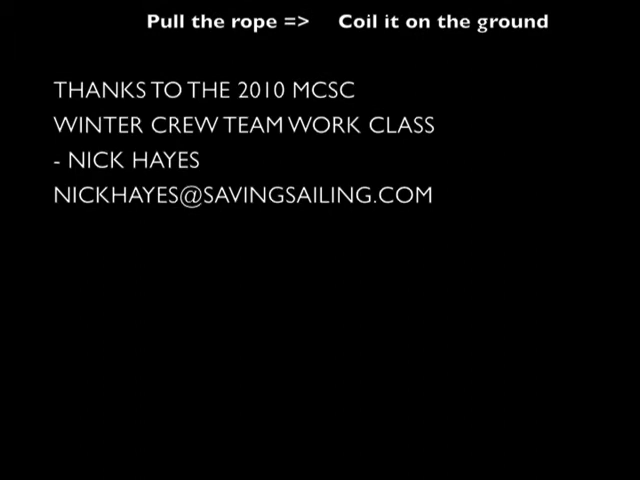 Pull the rope => Coil it on the ground
THANKS TO THE 2010 MCSC
WINTER CREW TEAM WORK CLASS
- NICK HAYES
NICKHAYES@SAVINGSAILING.COM